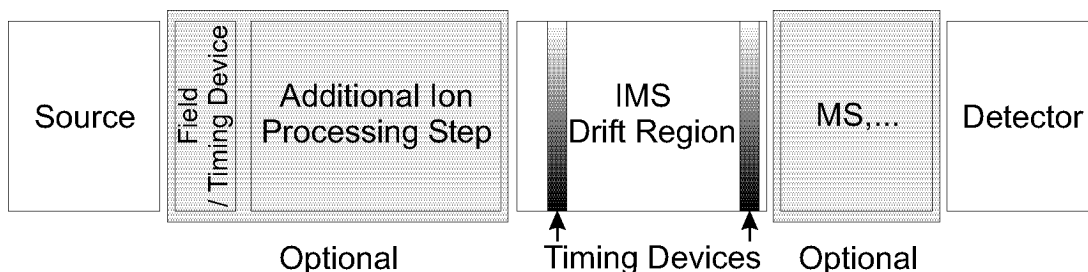 Source
Field
/ Timing Device
Additional Ion
Processing Step
IMS
Drift Region
MS,...
Detector
Optional
Timing Devices
Optional